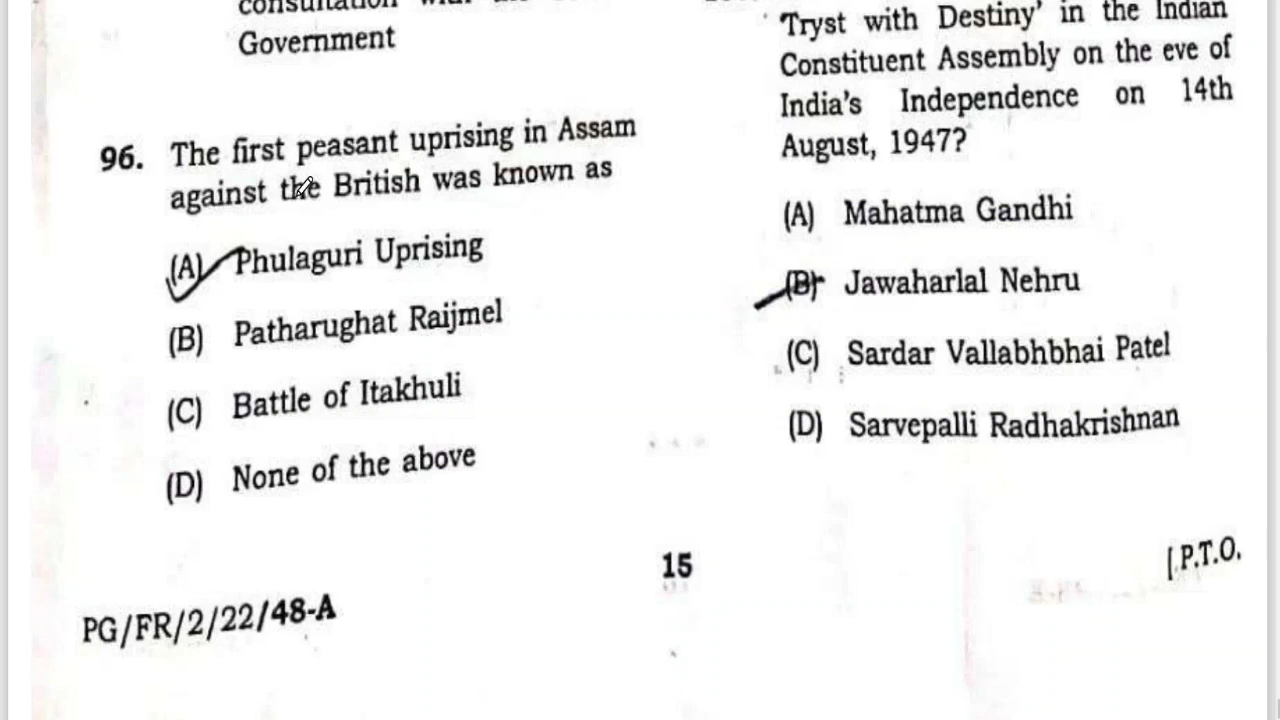 Government
96. The first peasant uprising in Assam
against the British was known as
(A) Phulaguri Uprising
(B) Patharughat Raijmel
(C) Battle of Itakhuli
(D) None of the above
'Tryst with Destiny' in the Indian
Constituent Assembly on the eve of
India's Independence on 14th
August, 1947?
(A) Mahatma Gandhi
(B) Jawaharlal Nehru
(C) Sardar Vallabhbhai Patel
(D) Sarvepalli Radhakrishnan
15
[ P.T.O.
PG/FR/2/22/48-A